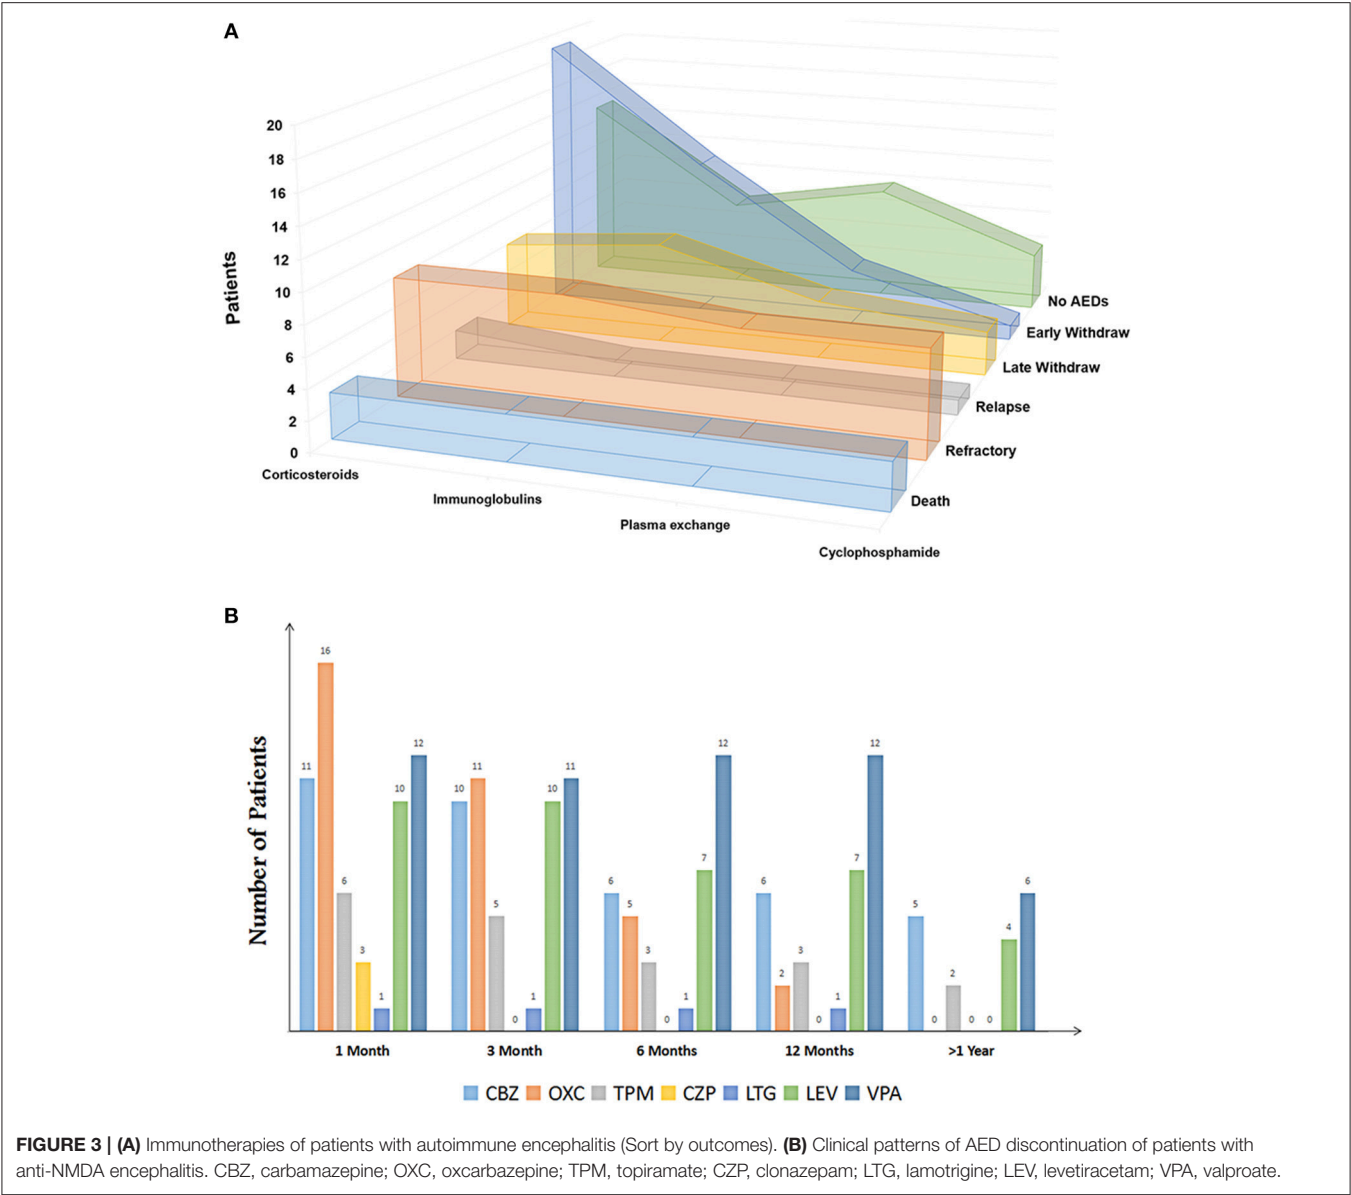 A
20
18
16
14
12
10
8
6
4
2
0
Patients
Corticosteroids
Immunoglobulins
Plasma exchange
Cyclophosphamide
No AEDs
Early Withdraw
Late Withdraw
Relapse
Refractory
Death
B
Number of Patients
11 16 6 3 1 10 12
10 11 5 0 1 10 11
6 5 3 0 1 7 12
6 2 3 0 1 7 12
5 0 2 0 0 4 6
1 Month 3 Month 6 Months 12 Months >1 Year
CBZ OXC TPM CZP LTG LEV VPA
FIGURE 3 | (A) Immunotherapies of patients with autoimmune encephalitis (Sort by outcomes). (B) Clinical patterns of AED discontinuation of patients with
anti-NMDA encephalitis. CBZ, carbamazepine; OXC, oxcarbazepine; TPM, topiramate; CZP, clonazepam; LTG, lamotrigine; LEV, levetiracetam; VPA, valproate.